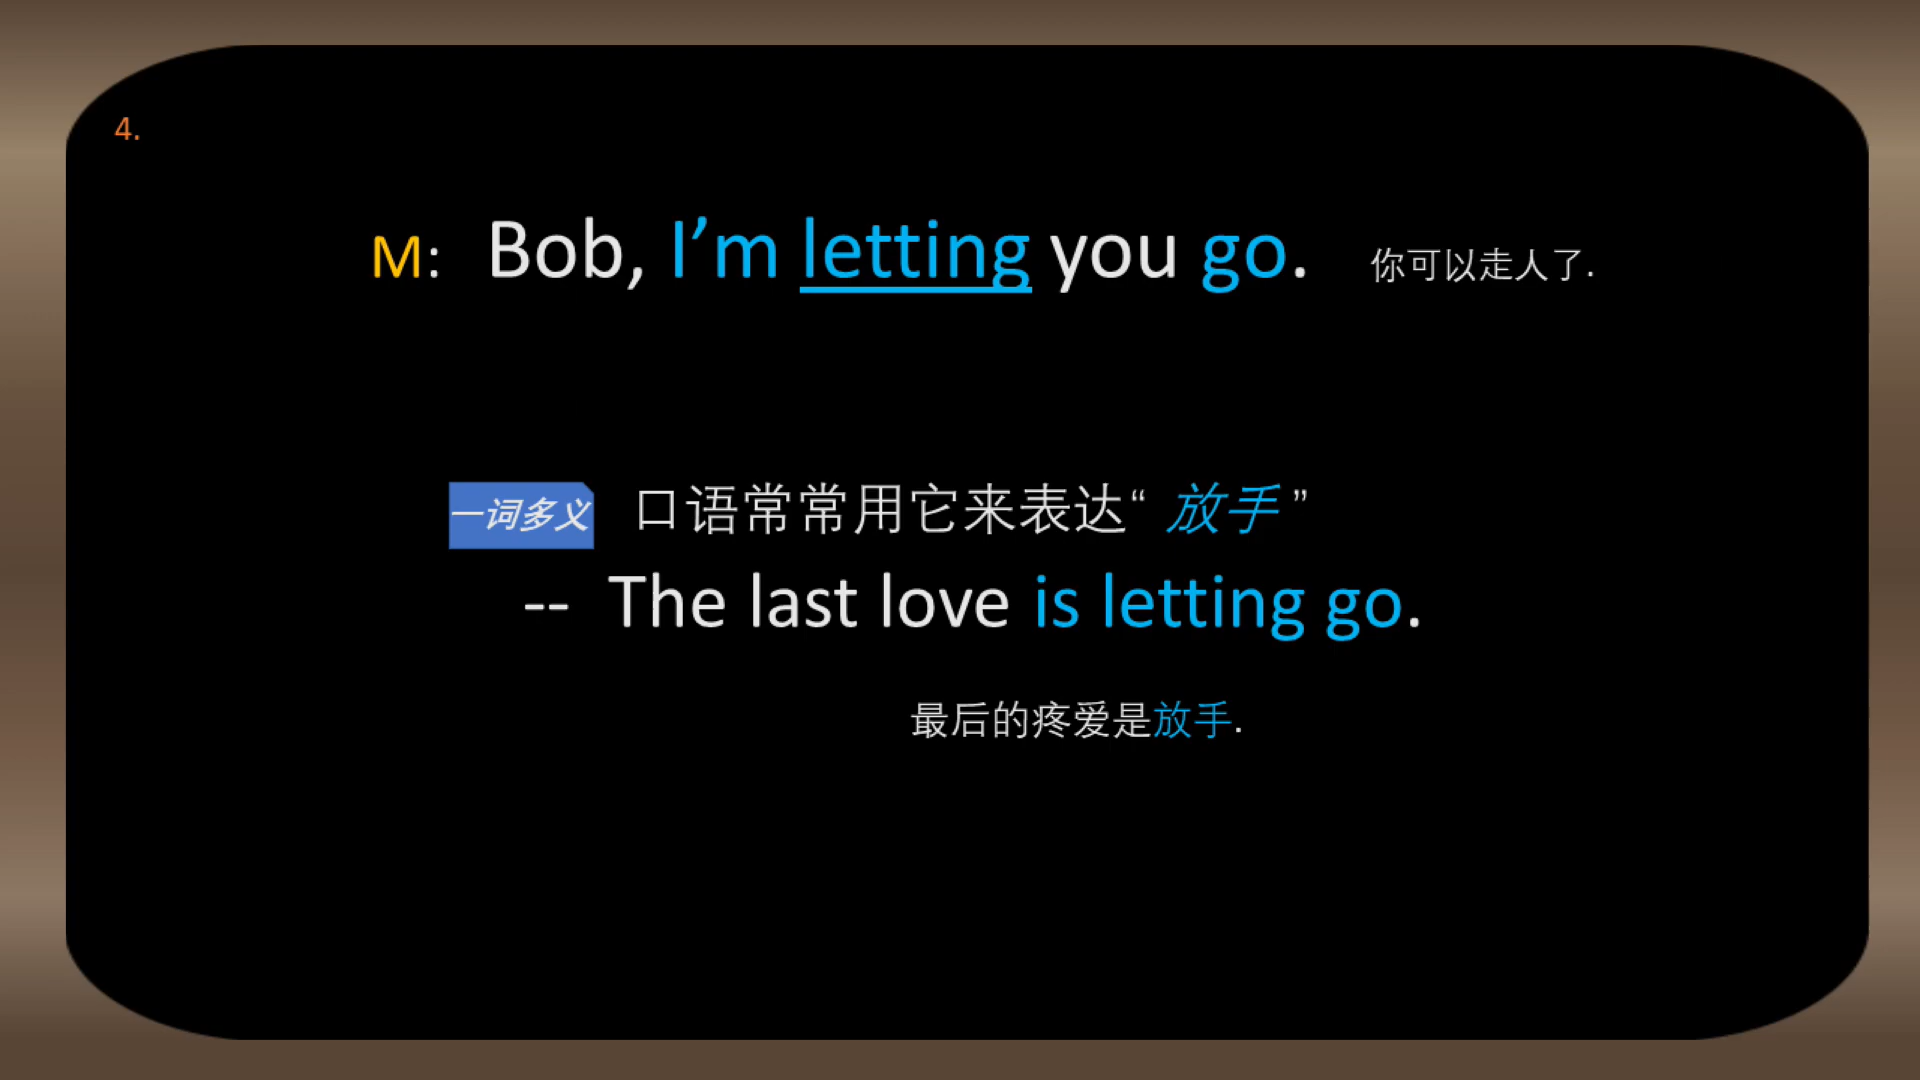 4.
M: Bob, I’m letting you go. 你可以走人了.
一词多义 口语常常用它来表达“ 放手 ”
-- The last love is letting go.
最后的疼爱是放手.